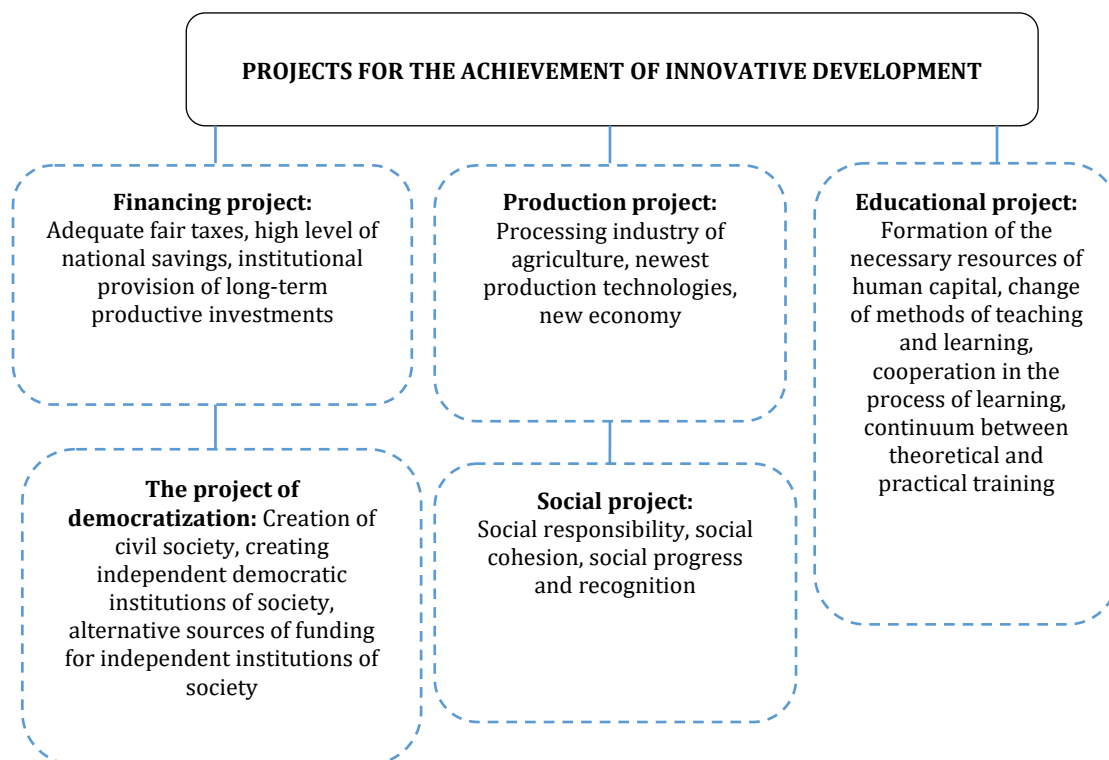 PROJECTS FOR THE ACHIEVEMENT OF INNOVATIVE DEVELOPMENT
Financing project:
Adequate fair taxes, high level of
national savings, institutional
provision of long-term
productive investments
Production project:
Processing industry of
agriculture, newest
production technologies,
new economy
Educational project:
Formation of the
necessary resources of
human capital, change
of methods of teaching
and learning,
cooperation in the
process of learning,
continuum between
theoretical and
practical training
The project of
democratization: Creation of
civil society, creating
independent democratic
institutions of society,
alternative sources of funding
for independent institutions of
society
Social project:
Social responsibility, social
cohesion, social progress
and recognition